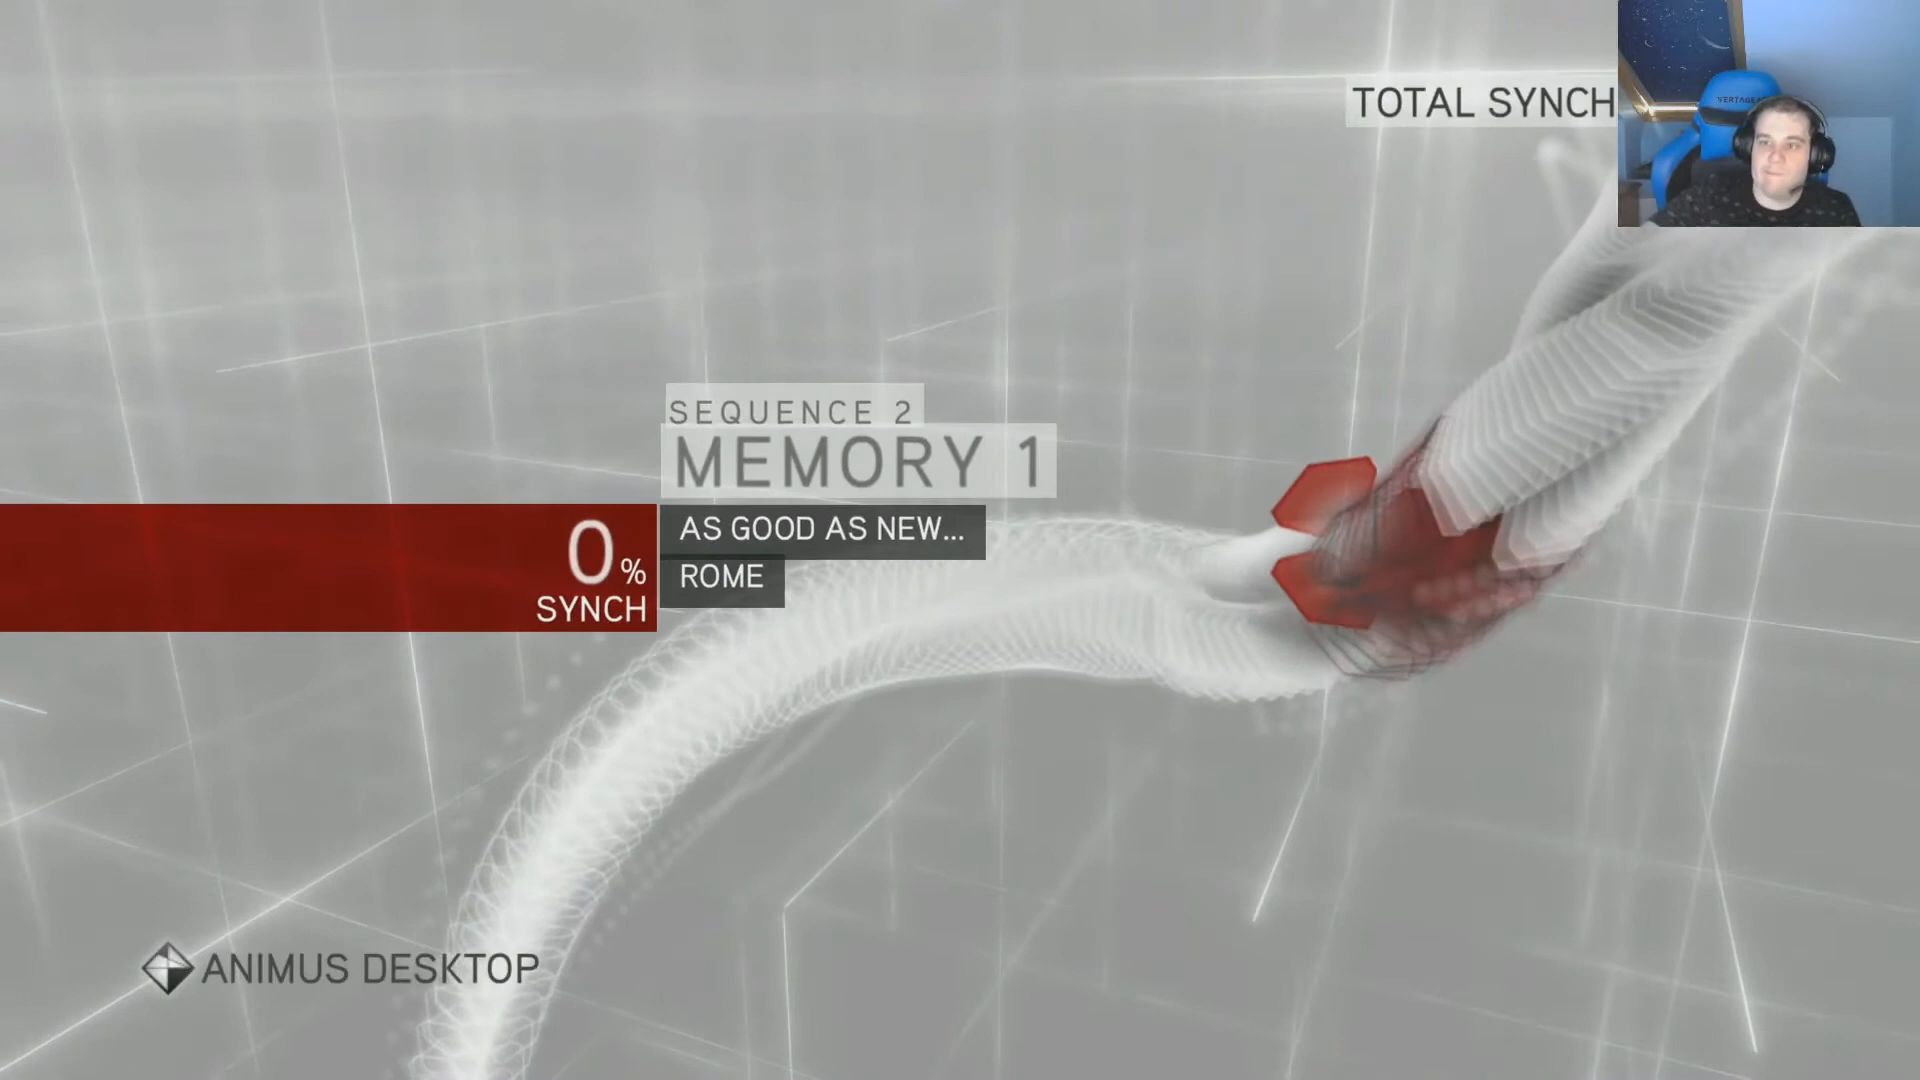 TOTAL SYNCH
SEQUENCE 2
MEMORY 1
0%
SYNCH
AS GOOD AS NEW...
ROME
ANIMUS DESKTOP